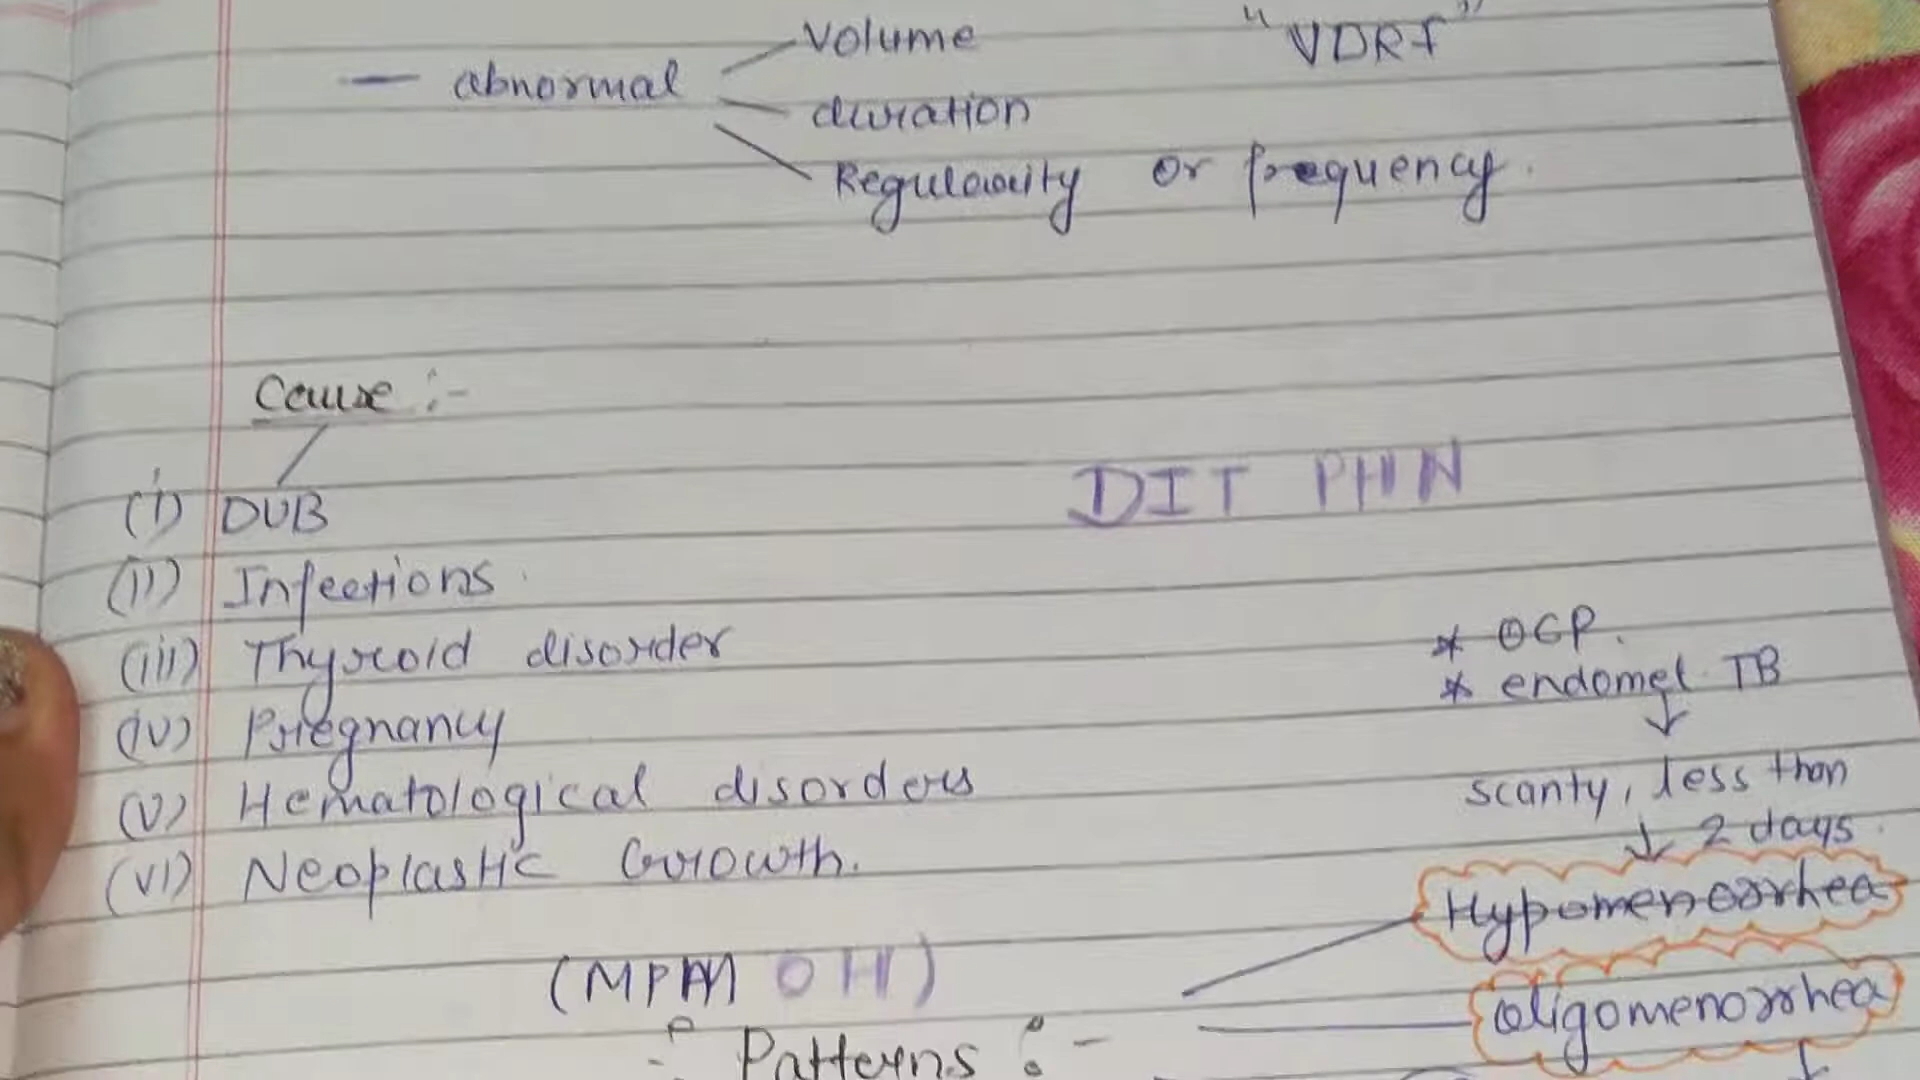 Volume "VDRF"
— abnormal
duration
Regularity or frequency.
Cause :-
(i) DUB
DIT PHN
(ii) Infections.
(iii) Thyroid disorder
* OCP.
* endomet. TB
(iv) Pregnancy
(v) Hematological disorders
scanty, less than
2 days.
(vi) Neoplastic Growth.
Hypomenorrhea
(MPMM OH)
oligomenorrhea
Patterns :-